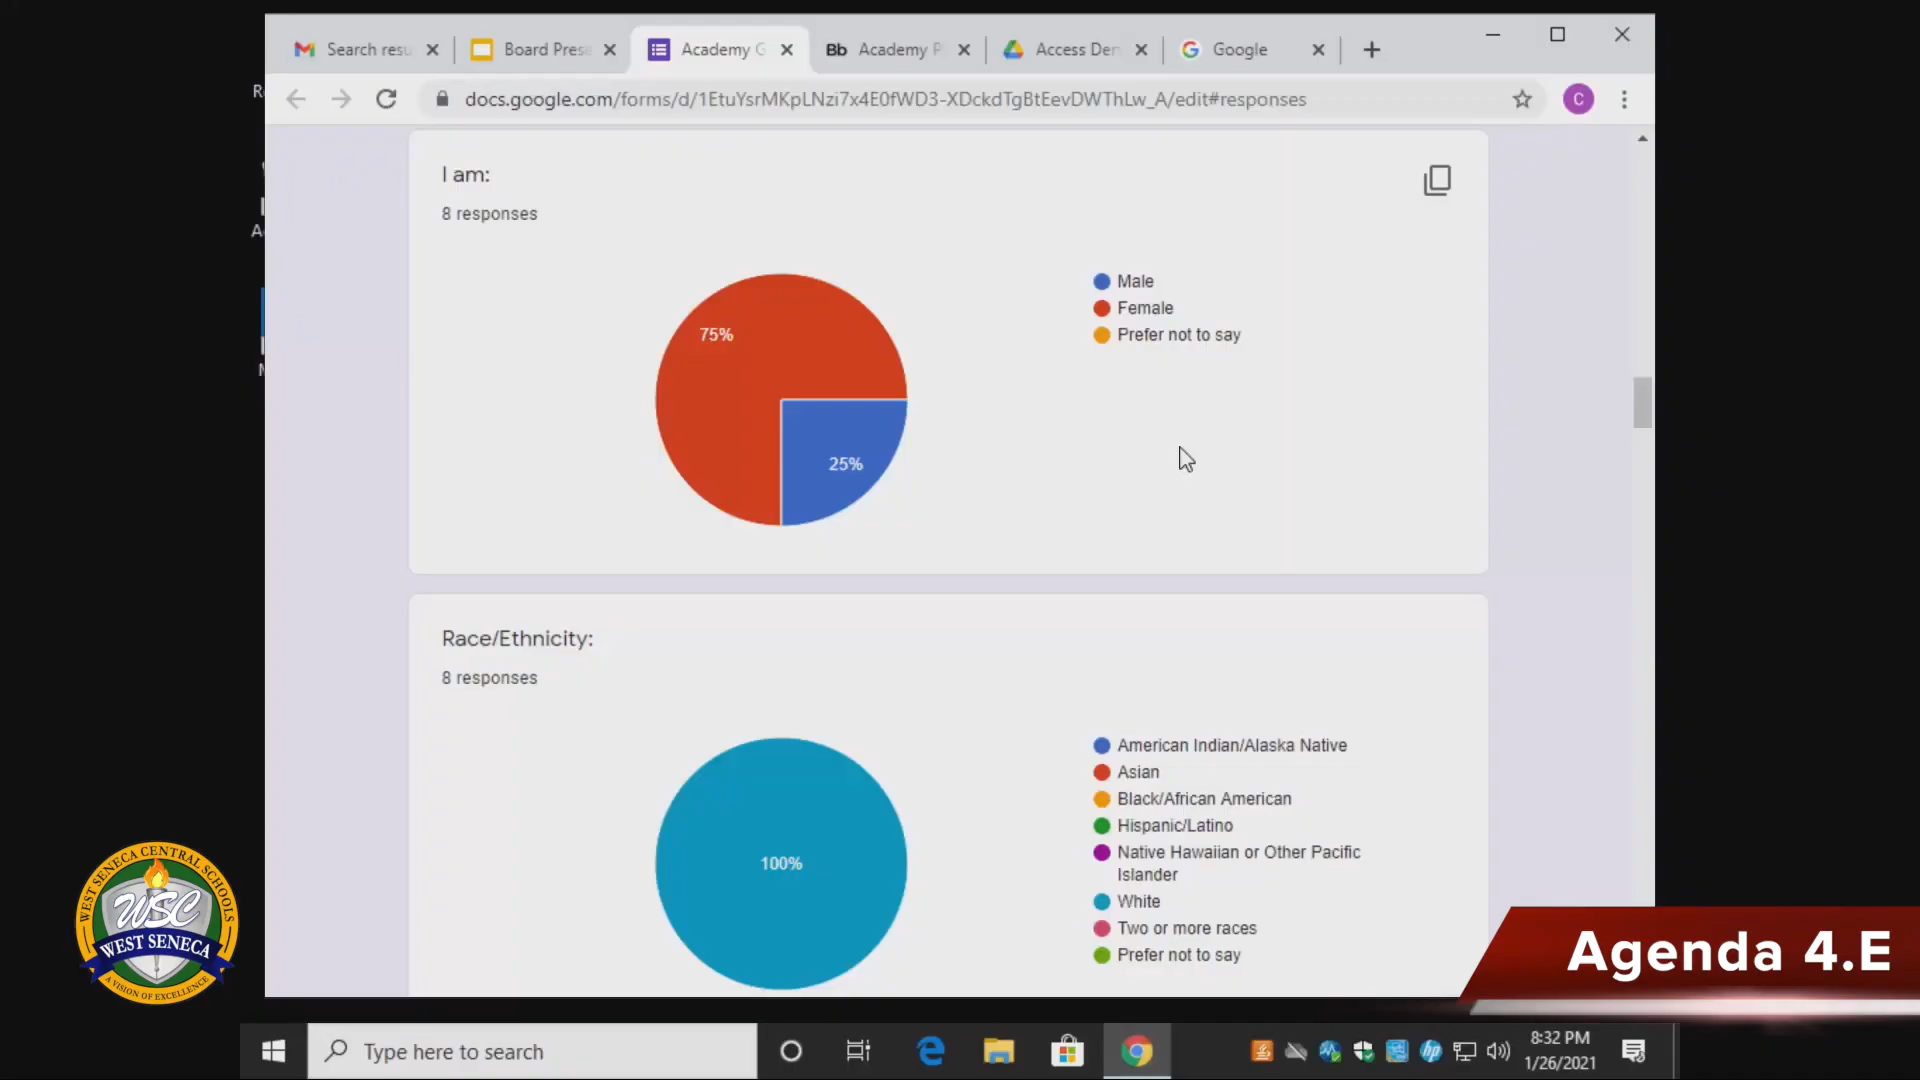 Search resu
Board Prese
Academy G
Bb Academy P
Access Den
Google
docs.google.com/forms/d/1EtuYsrMKpLNzi7x4E0fWD3-XDckdTgBtEevDWThLw_A/edit#responses
C
I am:
8 responses
75%
25%
Male
Female
Prefer not to say
Race/Ethnicity:
8 responses
100%
American Indian/Alaska Native
Asian
Black/African American
Hispanic/Latino
Native Hawaiian or Other Pacific
Islander
White
Two or more races
Prefer not to say
WEST SENECA CENTRAL SCHOOLS
WSC
WEST SENECA
A VISION OF EXCELLENCE
Agenda 4.E
Type here to search
hp
8:32 PM
1/26/2021